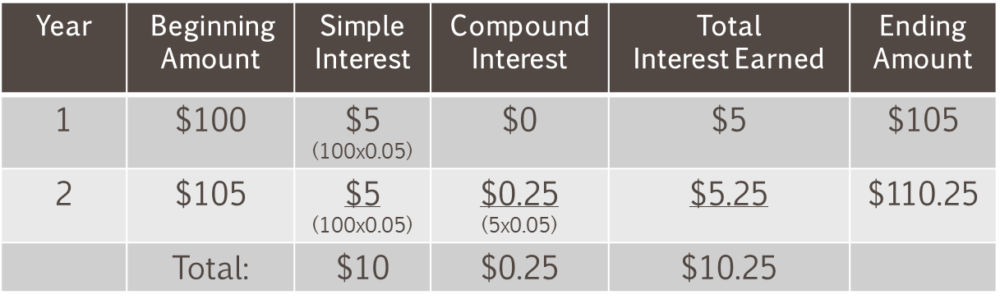 Year Beginning Simple Compound Total Ending
Amount Interest Interest Interest Earned Amount
1 $100 $5 $0 $5 $105
(100x0.05)
2 $105 $5 $0.25 $5.25 $110.25
(100x0.05) (5x0.05)
Total: $10 $0.25 $10.25